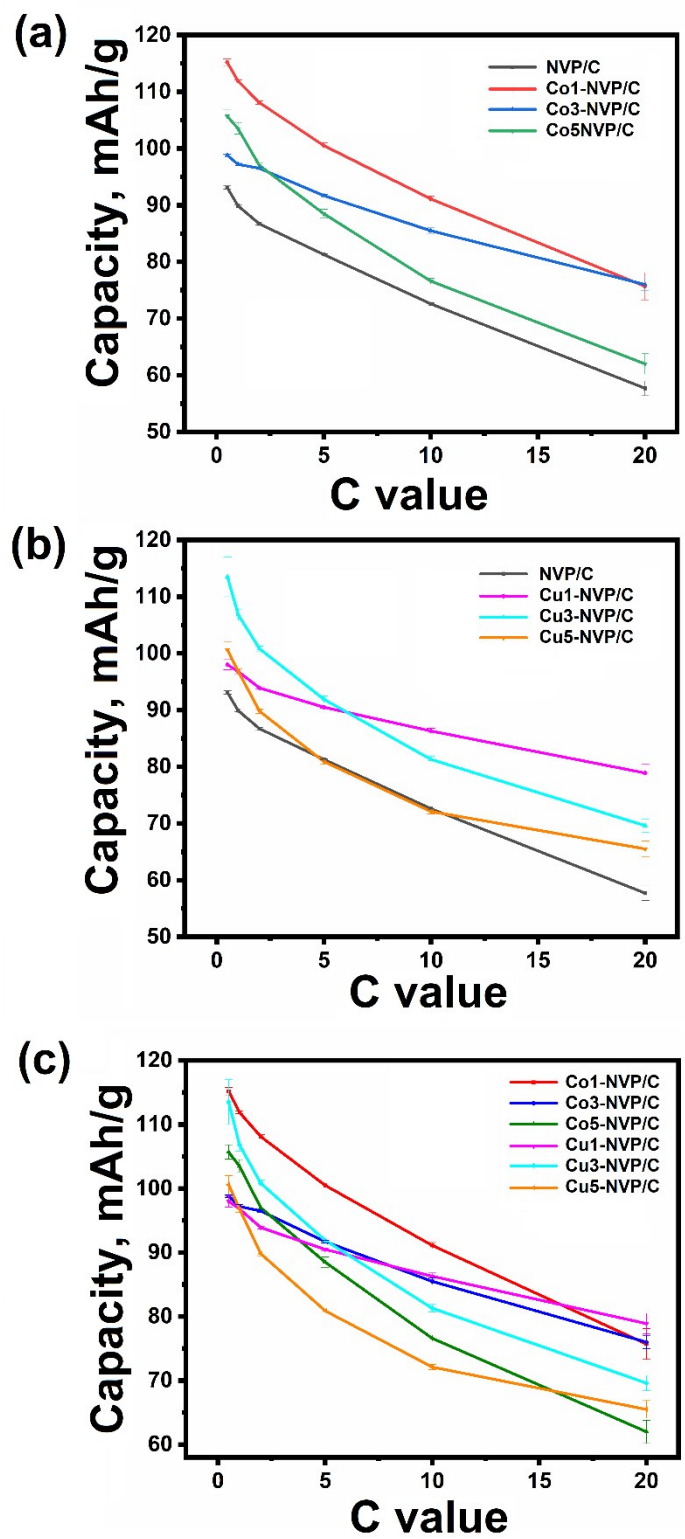 (a)
120
110
100
90
80
70
60
50
Capacity, mAh/g
NVP/C
Co1-NVP/C
Co3-NVP/C
Co5NVP/C
0 5 10 15 20
C value
(b)
120
110
100
90
80
70
60
50
Capacity, mAh/g
NVP/C
Cu1-NVP/C
Cu3-NVP/C
Cu5-NVP/C
0 5 10 15 20
C value
(c)
120
110
100
90
80
70
60
Capacity, mAh/g
Co1-NVP/C
Co3-NVP/C
Co5-NVP/C
Cu1-NVP/C
Cu3-NVP/C
Cu5-NVP/C
0 5 10 15 20
C value